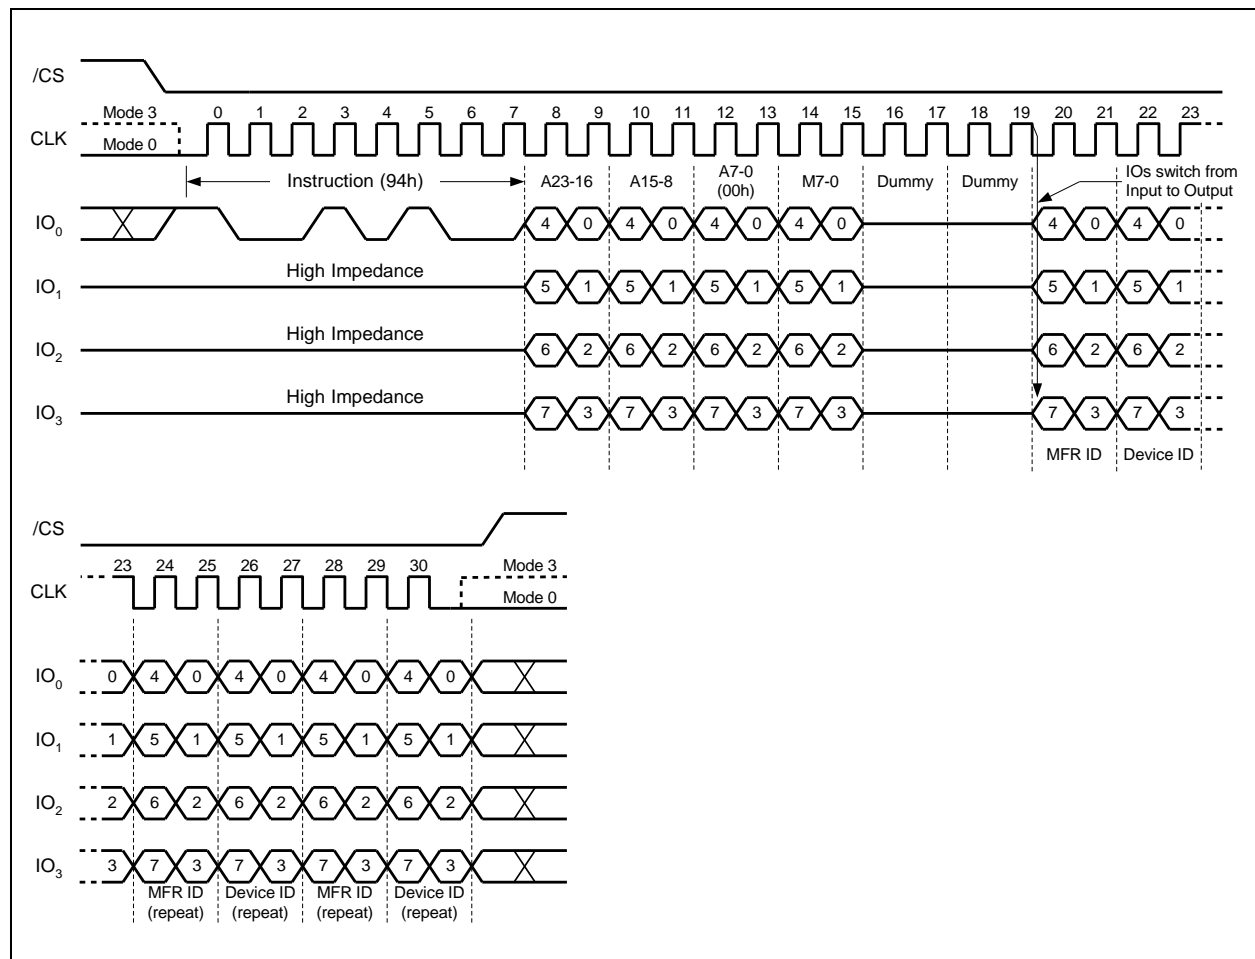 /CS
Mode 3 0 1 2 3 4 5 6 7 8 9 10 11 12 13 14 15 16 17 18 19 20 21 22 23
CLK
Mode 0
Instruction (94h) A23-16 A15-8 A7-0 (00h) M7-0 Dummy Dummy IOs switch from Input to Output
IO0 4 0 4 0 4 0 4 0 4 0 4 0
High Impedance
IO1 5 1 5 1 5 1 5 1 5 1 5 1
High Impedance
IO2 6 2 6 2 6 2 6 2 6 2 6 2
High Impedance
IO3 7 3 7 3 7 3 7 3 7 3 7 3
MFR ID Device ID
/CS
23 24 25 26 27 28 29 30 Mode 3
CLK
Mode 0
IO0 0 4 0 4 0 4 0 4 0
IO1 1 5 1 5 1 5 1 5 1
IO2 2 6 2 6 2 6 2 6 2
IO3 3 7 3 7 3 7 3 7 3
MFR ID (repeat) Device ID (repeat) MFR ID (repeat) Device ID (repeat)